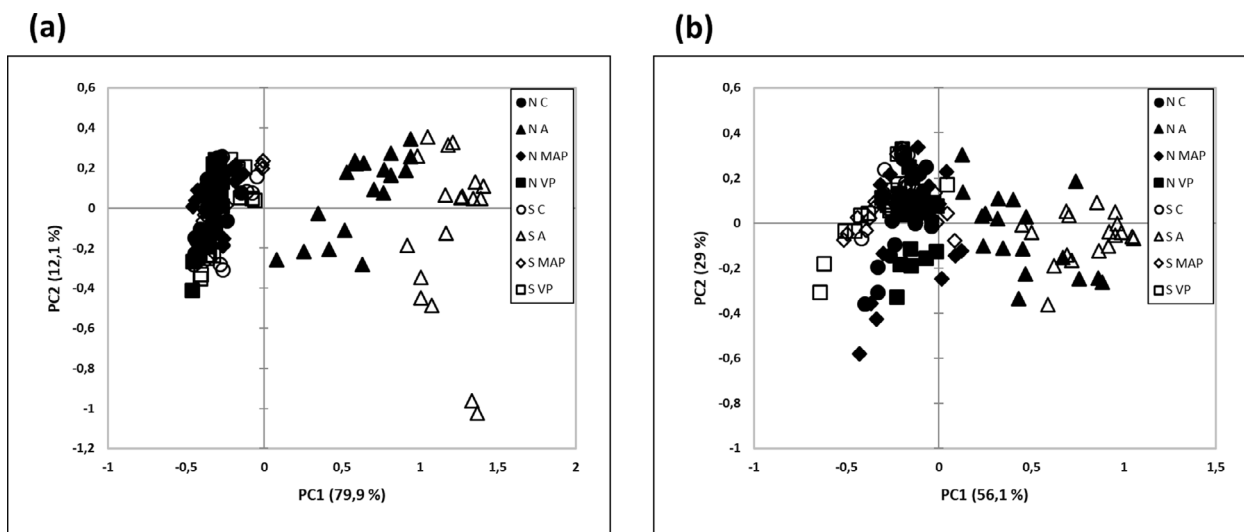 (a)
0,6
0,4
0,2
0
-0,2
-0,4
-0,6
-0,8
-1
-1,2
-1
-0,5
0
0,5
1
1,5
2
PC2 (12,1 %)
PC1 (79,9 %)
N C
N A
N MAP
N VP
S C
S A
S MAP
S VP
(b)
0,6
0,4
0,2
0
-0,2
-0,4
-0,6
-0,8
-1
-1
-0,5
0
0,5
1
1,5
PC2 (29 %)
PC1 (56,1 %)
N C
N A
N MAP
N VP
S C
S A
S MAP
S VP